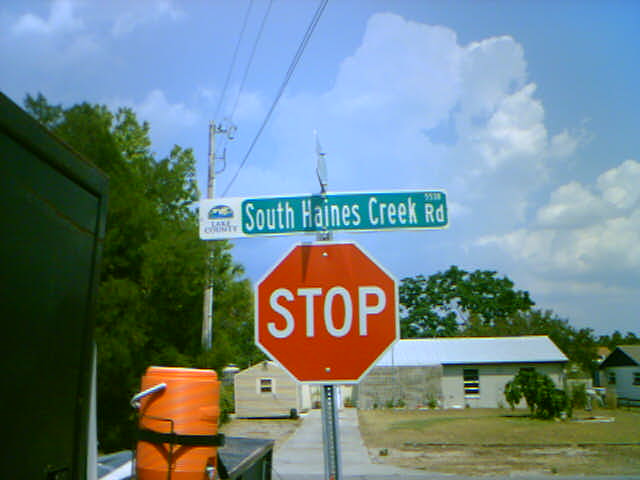 LAKE
COUNTY
South Haines Creek Rd
5538
STOP